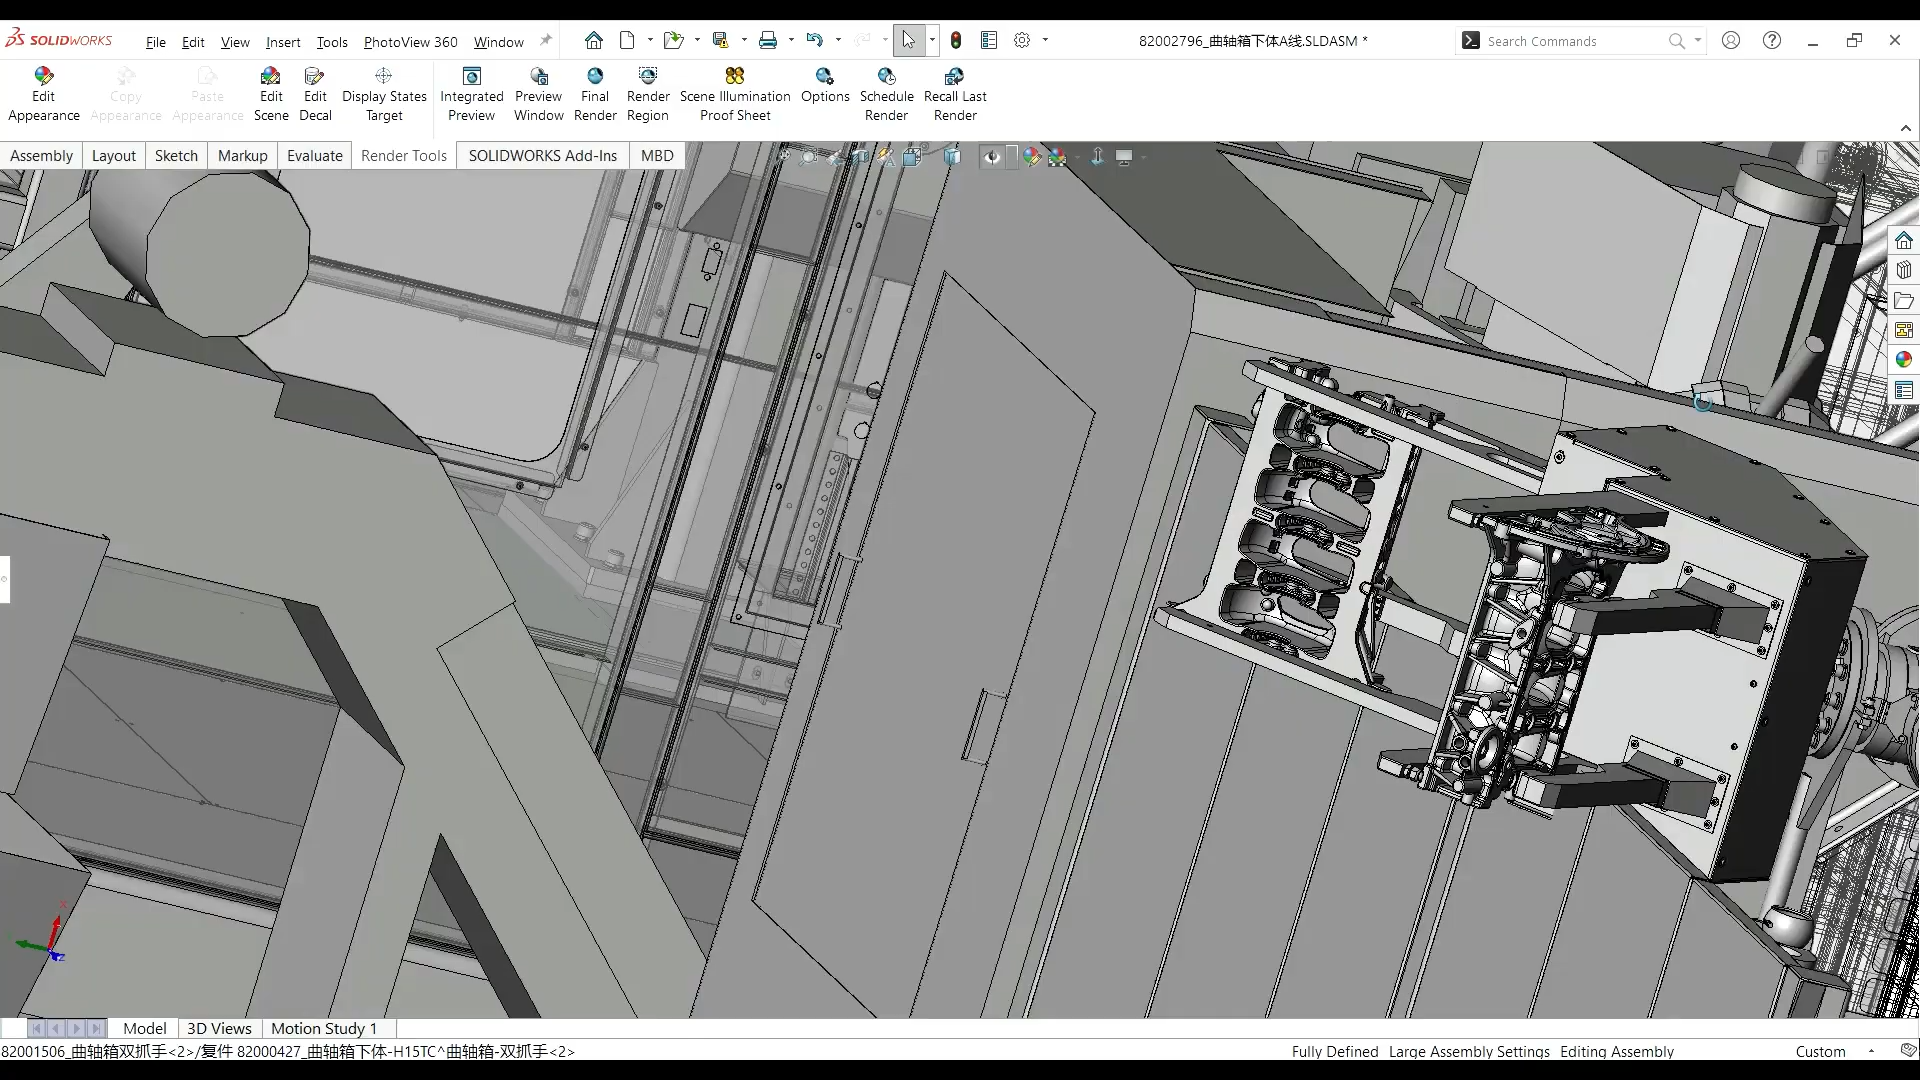 SOLIDWORKS
File Edit View Insert Tools PhotoView 360 Window
82002796_曲轴箱下体A线.SLDASM *
Search Commands
Edit Appearance
Copy Appearance
Paste Appearance
Edit Scene
Edit Decal
Display States Target
Integrated Preview
Preview Window
Final Render
Render Region
Scene Illumination Proof Sheet
Options
Schedule Render
Recall Last Render
Assembly Layout Sketch Markup Evaluate Render Tools SOLIDWORKS Add-Ins MBD
X
Z
Model 3D Views Motion Study 1
82001506_曲轴箱双抓手<2>/复件 82000427_曲轴箱下体-H15TC^曲轴箱-双抓手<2>
Fully Defined Large Assembly Settings Editing Assembly Custom